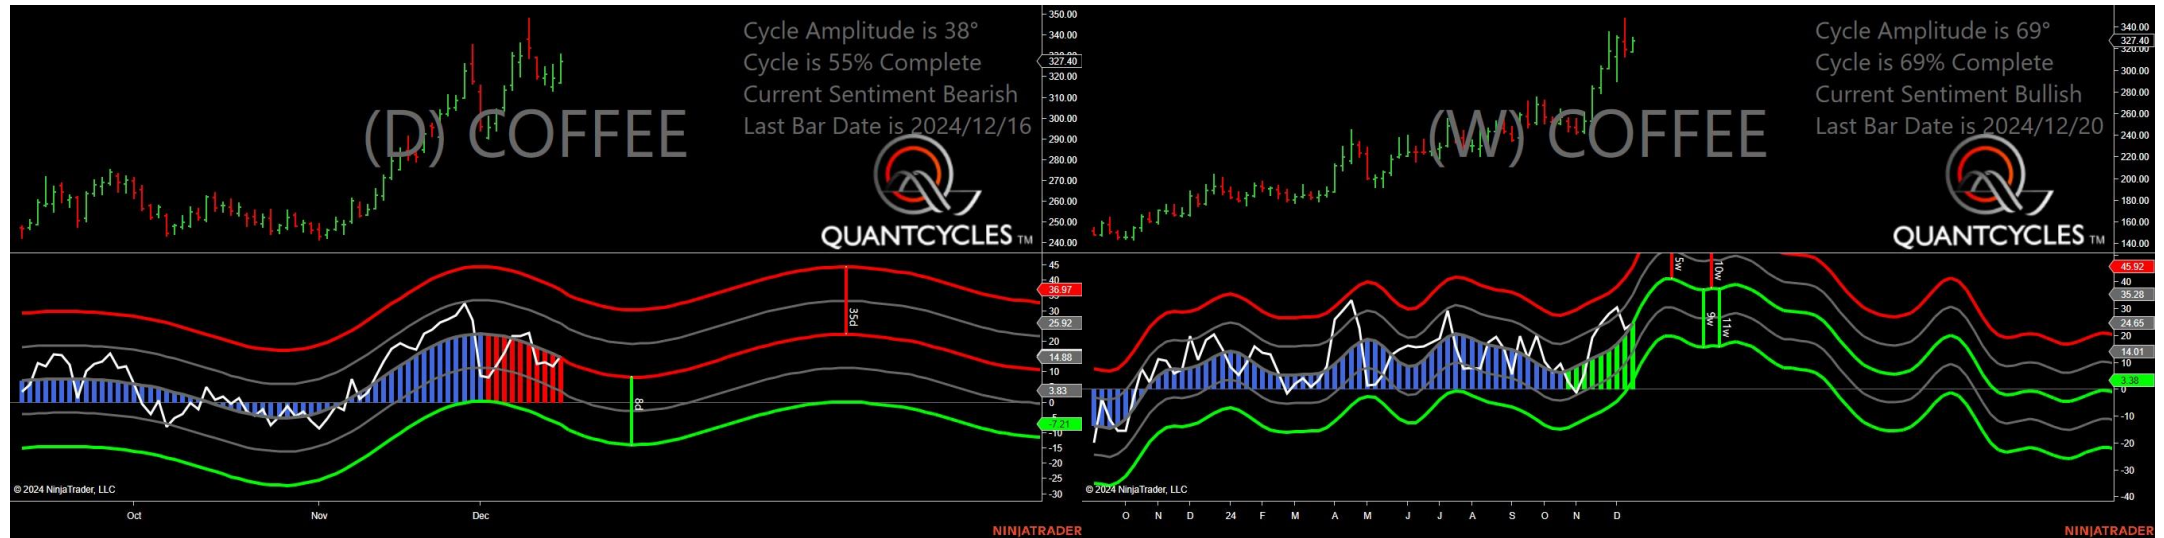 Cycle Amplitude is 38°
Cycle is 55% Complete
Current Sentiment Bearish
Last Bar Date is 2024/12/16
(D) COFFEE
QUANTCYCLES TM
350.00
340.00
327.40
320.00
310.00
300.00
290.00
280.00
270.00
260.00
250.00
240.00
45
36.97
30
25.92
20
14.88
10
3.83
0
-7.21
-10
-15
-20
-25
-30
35d
8d
© 2024 NinjaTrader, LLC
Oct
Nov
Dec
NINJATRADER
Cycle Amplitude is 69°
Cycle is 69% Complete
Current Sentiment Bullish
Last Bar Date is 2024/12/20
(W) COFFEE
QUANTCYCLES TM
340.00
327.40
320.00
300.00
280.00
260.00
240.00
220.00
200.00
180.00
160.00
140.00
45.92
40
35.28
30
24.65
20
14.01
10
3.38
0
-10
-20
-30
-40
5w
10w
9w
11w
© 2024 NinjaTrader, LLC
O N D 24 F M A M J J A S O N D
NINJATRADER